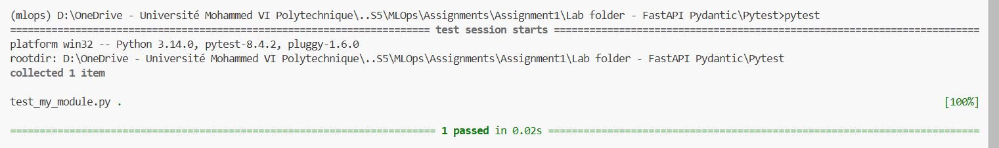 (mlops) D:\OneDrive - Université Mohammed VI Polytechnique\..S5\MLOps\Assignments\Assignment1\Lab folder - FastAPI Pydantic\Pytest>pytest
======================================================================= test session starts ========================================================================
platform win32 -- Python 3.14.0, pytest-8.4.2, pluggy-1.6.0
rootdir: D:\OneDrive - Université Mohammed VI Polytechnique\..S5\MLOps\Assignments\Assignment1\Lab folder - FastAPI Pydantic\Pytest
collected 1 item
test_my_module.py . [100%]
======================================================================== 1 passed in 0.02s =========================================================================